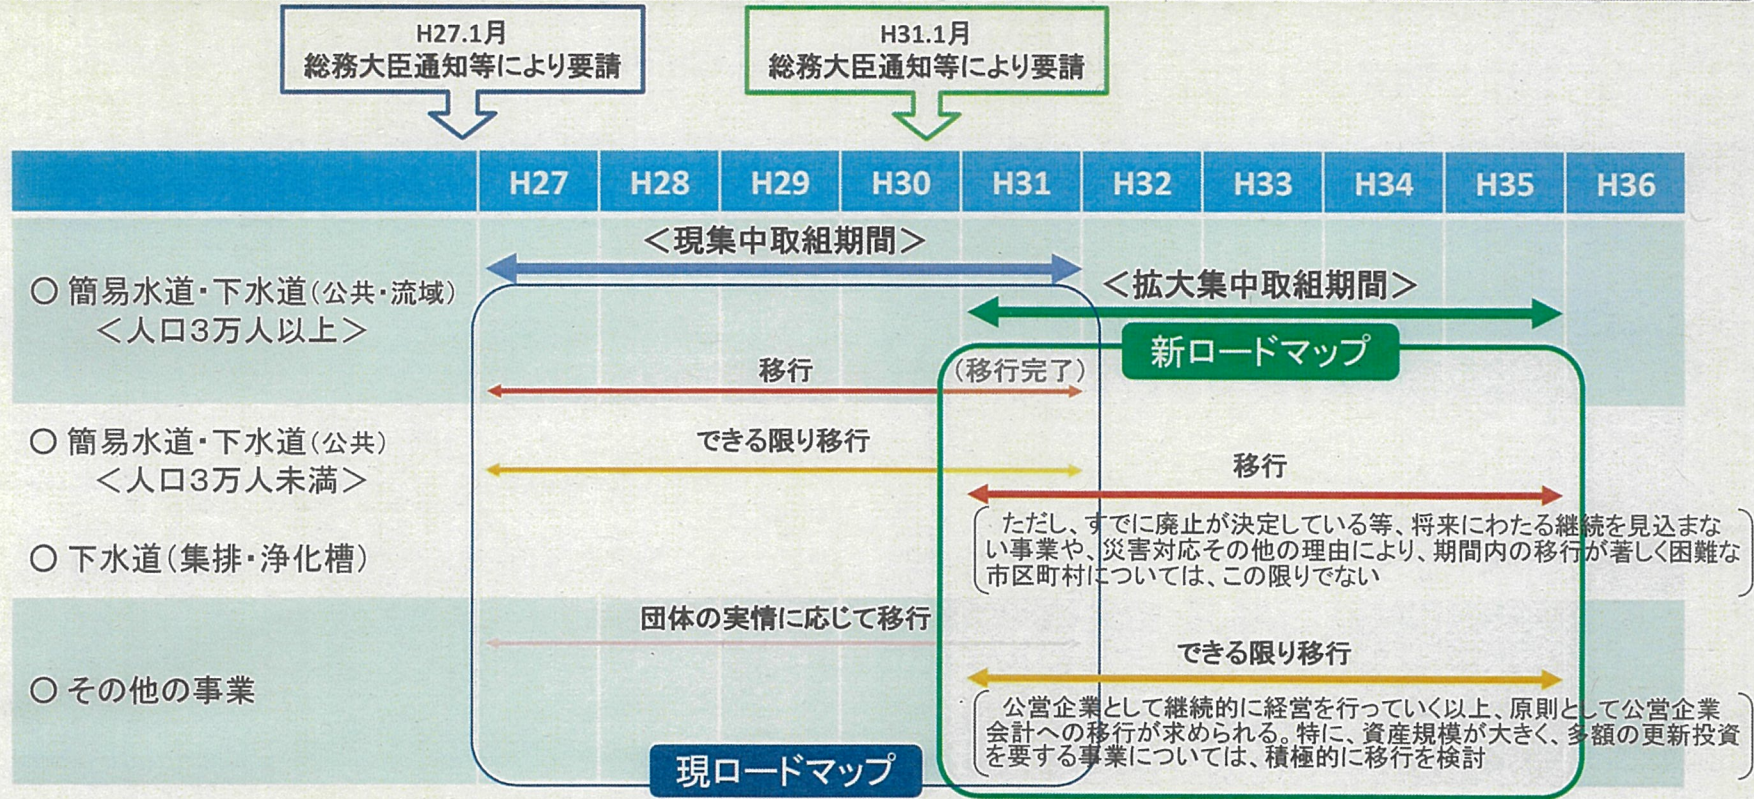 H27.1月
総務大臣通知等により要請
H31.1月
総務大臣通知等により要請
H27 H28 H29 H30 H31 H32 H33 H34 H35 H36
＜現集中取組期間＞
○ 簡易水道・下水道(公共・流域)
＜人口３万人以上＞
＜拡大集中取組期間＞
新ロードマップ
移行
(移行完了)
○ 簡易水道・下水道(公共)
＜人口３万人未満＞
できる限り移行
移行
ただし、すでに廃止が決定している等、将来にわたる継続を見込まな
い事業や、災害対応その他の理由により、期間内の移行が著しく困難な
市区町村については、この限りでない
○ 下水道(集排・浄化槽)
団体の実情に応じて移行
○ その他の事業
できる限り移行
公営企業として継続的に経営を行っていく以上、原則として公営企業
会計への移行が求められる。特に、資産規模が大きく、多額の更新投資
を要する事業については、積極的に移行を検討
現ロードマップ